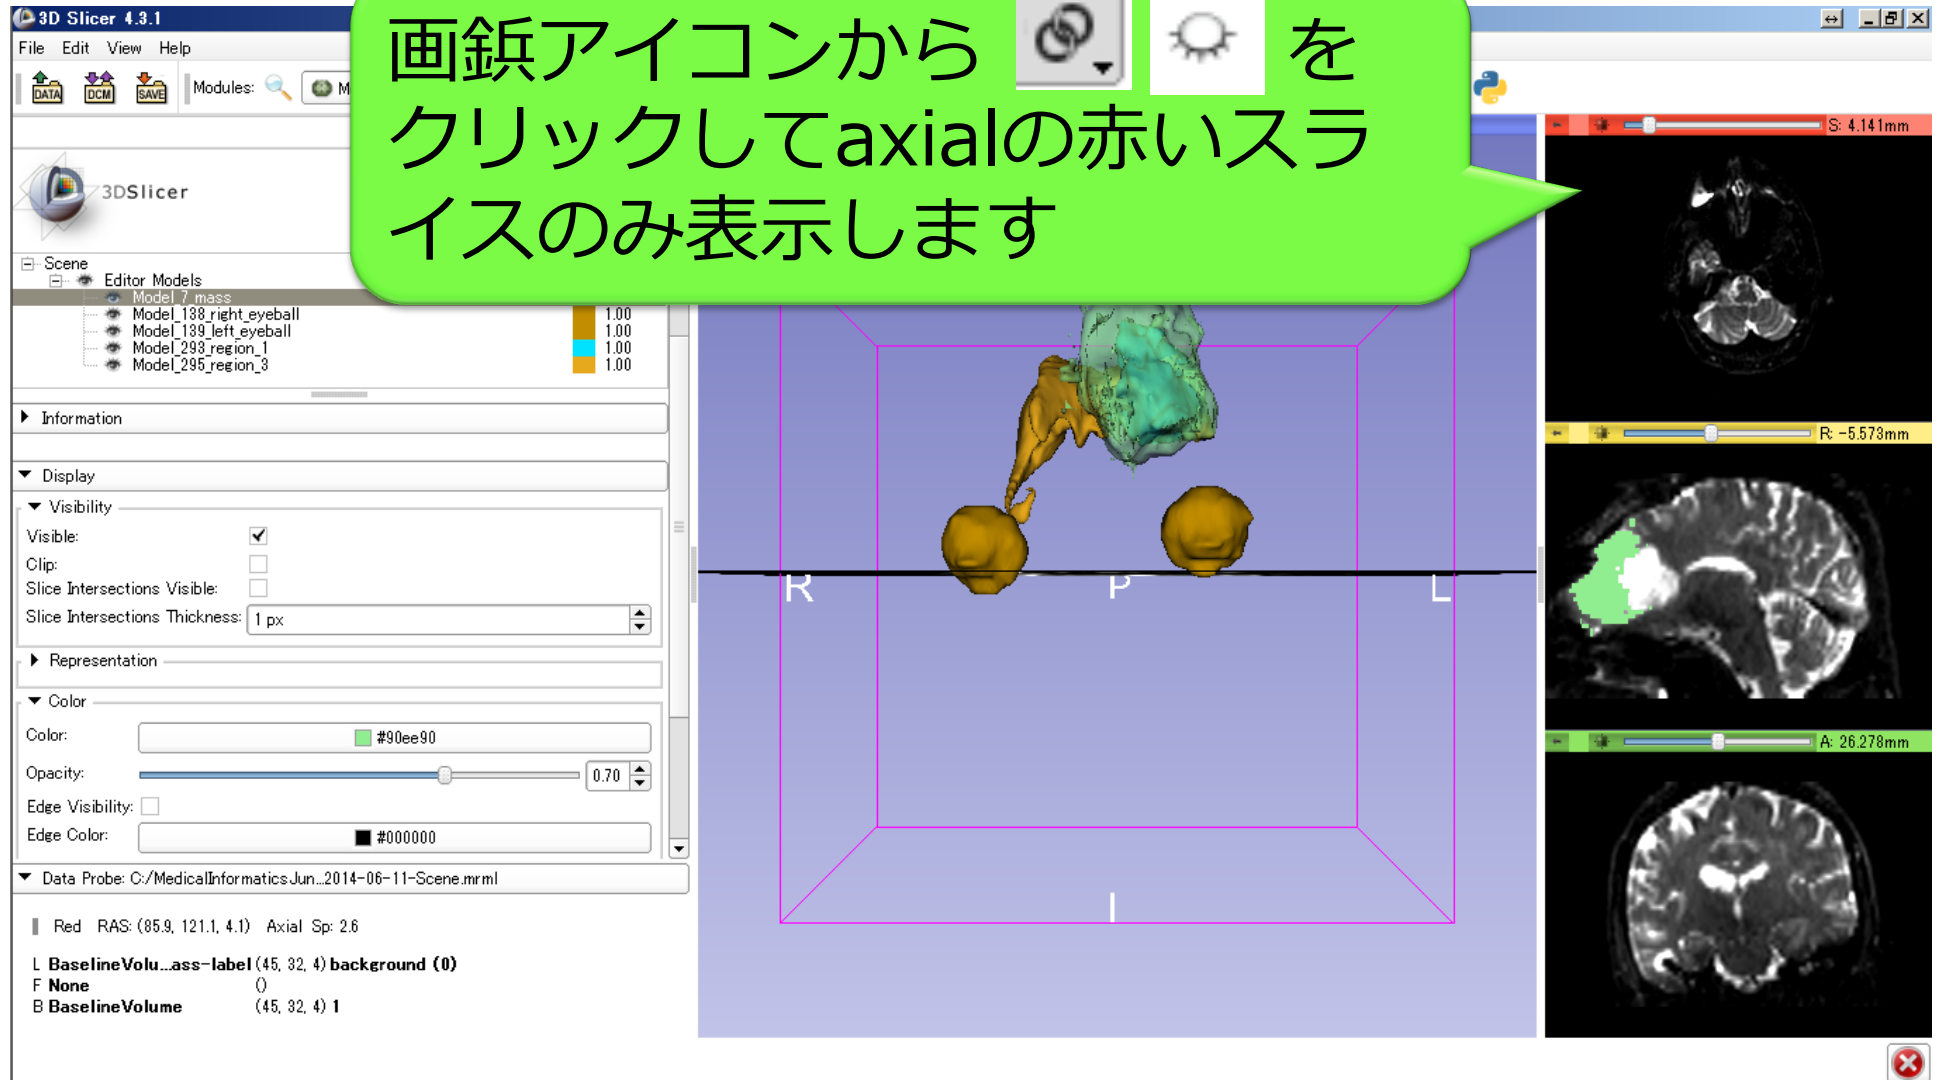 3D Slicer 4.3.1
File Edit View Help
画鋲アイコンから を
クリックしてaxialの赤いスラ
イスのみ表示します
DATA DCM SAVE Modules: M
3DSlicer
S: 4.141mm
Scene
Editor Models
Model_7_mass
Model_138_right_eyeball 1.00
Model_139_left_eyeball 1.00
Model_293_region_1 1.00
Model_295_region_3 1.00
Information
Display
Visibility
Visible:
Clip:
Slice Intersections Visible:
Slice Intersections Thickness: 1 px
Representation
Color
Color: #90ee90
Opacity: 0.70
Edge Visibility:
Edge Color: #000000
Data Probe: C:/MedicalInformaticsJun...2014-06-11-Scene.mrml
Red RAS: (85.9, 121.1, 4.1) Axial Sp: 2.6
L BaselineVolu...ass-label (45, 32, 4) background (0)
F None ()
B BaselineVolume (45, 32, 4) 1
R P L
I
R: -5.573mm
A: 26.278mm